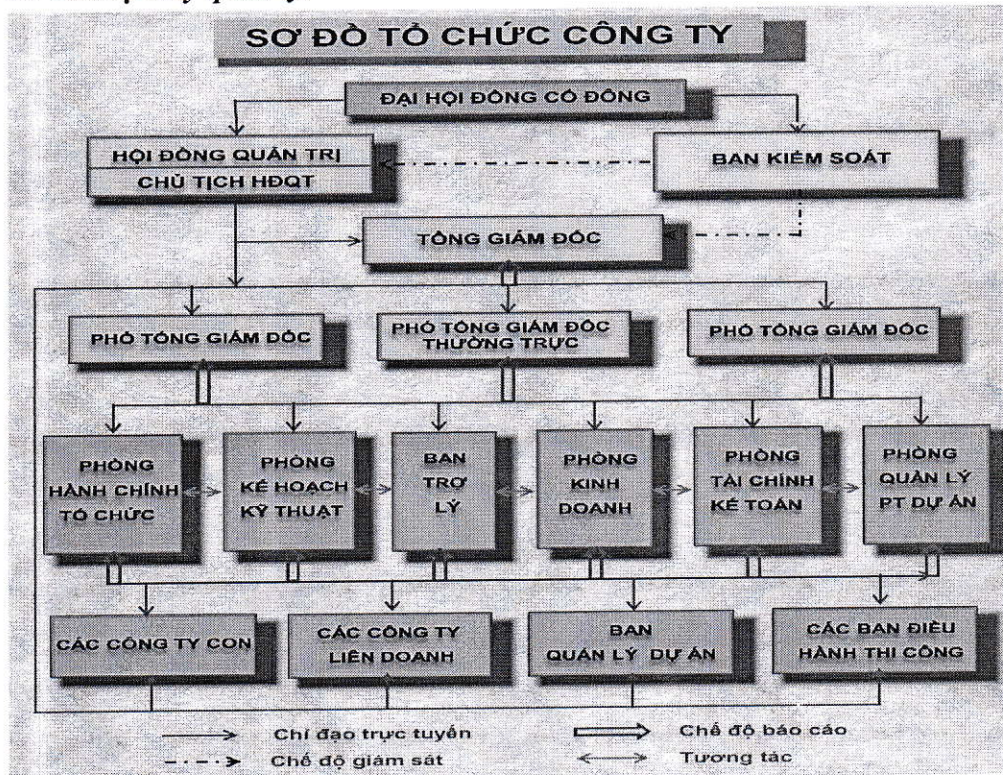 SƠ ĐỒ TỔ CHỨC CÔNG TY
ĐẠI HỘI ĐỒNG CỔ ĐÔNG
HỘI ĐỒNG QUẢN TRỊ
CHỦ TỊCH HĐQT
BAN KIỂM SOÁT
TỔNG GIÁM ĐỐC
PHÓ TỔNG GIÁM ĐỐC
PHÓ TỔNG GIÁM ĐỐC
THƯỜNG TRỰC
PHÓ TỔNG GIÁM ĐỐC
PHÒNG
HÀNH CHÍNH
TỔ CHỨC
PHÒNG
KẾ HOẠCH
KỸ THUẬT
BAN
TRỢ
LÝ
PHÒNG
KINH
DOANH
PHÒNG
TÀI CHÍNH
KẾ TOÁN
PHÒNG
QUẢN LÝ
PT DỰ ÁN
CÁC CÔNG TY CON
CÁC CÔNG TY
LIÊN DOANH
BAN
QUẢN LÝ DỰ ÁN
CÁC BAN ĐIỀU
HÀNH THI CÔNG
Chỉ đạo trực tuyến
Chế độ báo cáo
Chế độ giám sát
Tương tác